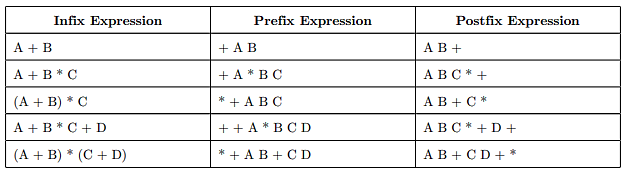 Infix Expression Prefix Expression Postfix Expression
A + B + A B A B +
A + B * C + A * B C A B C * +
(A + B) * C * + A B C A B + C *
A + B * C + D + + A * B C D A B C * + D +
(A + B) * (C + D) * + A B + C D A B + C D + *